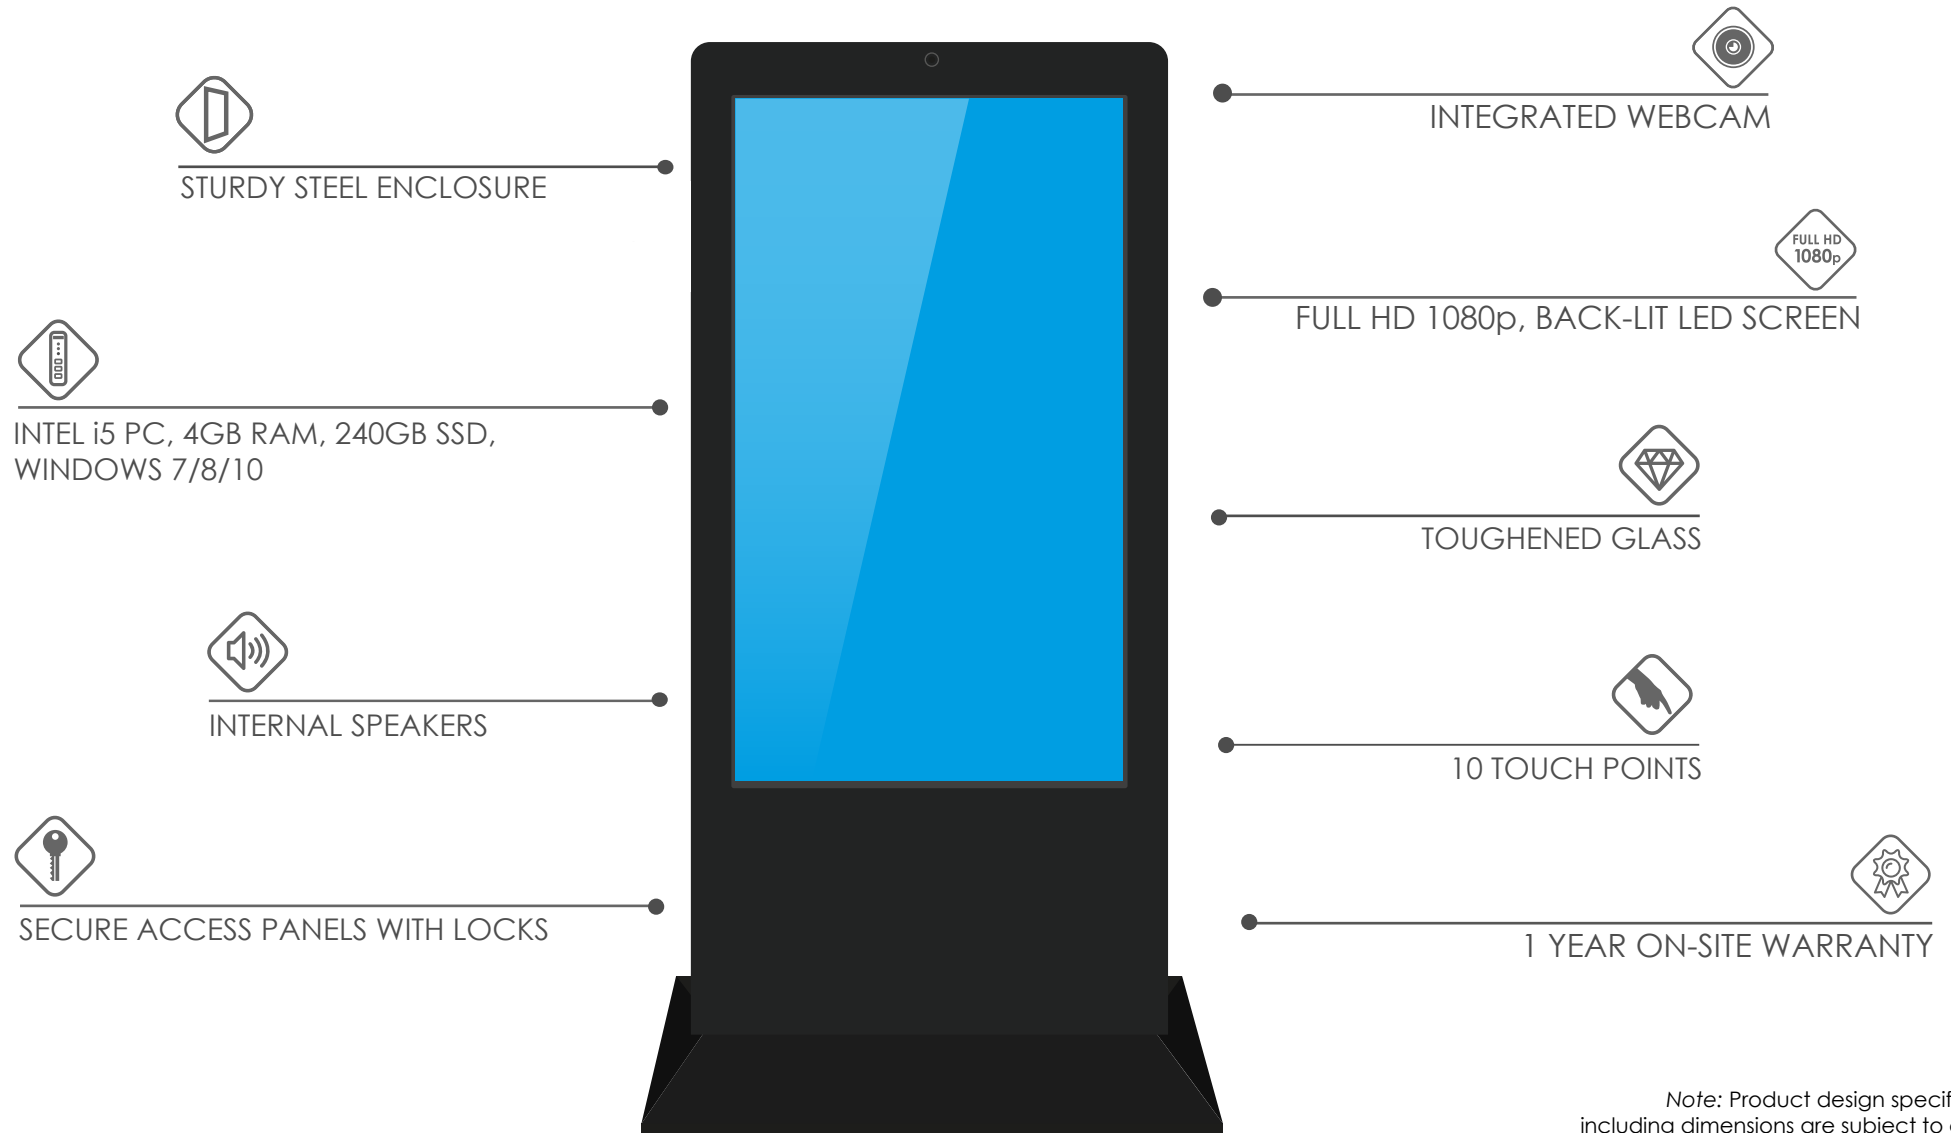 STURDY STEEL ENCLOSURE
INTEL i5 PC, 4GB RAM, 240GB SSD,
WINDOWS 7/8/10
INTERNAL SPEAKERS
SECURE ACCESS PANELS WITH LOCKS
INTEGRATED WEBCAM
FULL HD
1080p
FULL HD 1080p, BACK-LIT LED SCREEN
TOUGHENED GLASS
10 TOUCH POINTS
1 YEAR ON-SITE WARRANTY
Note: Product design
including dimensions are subject to